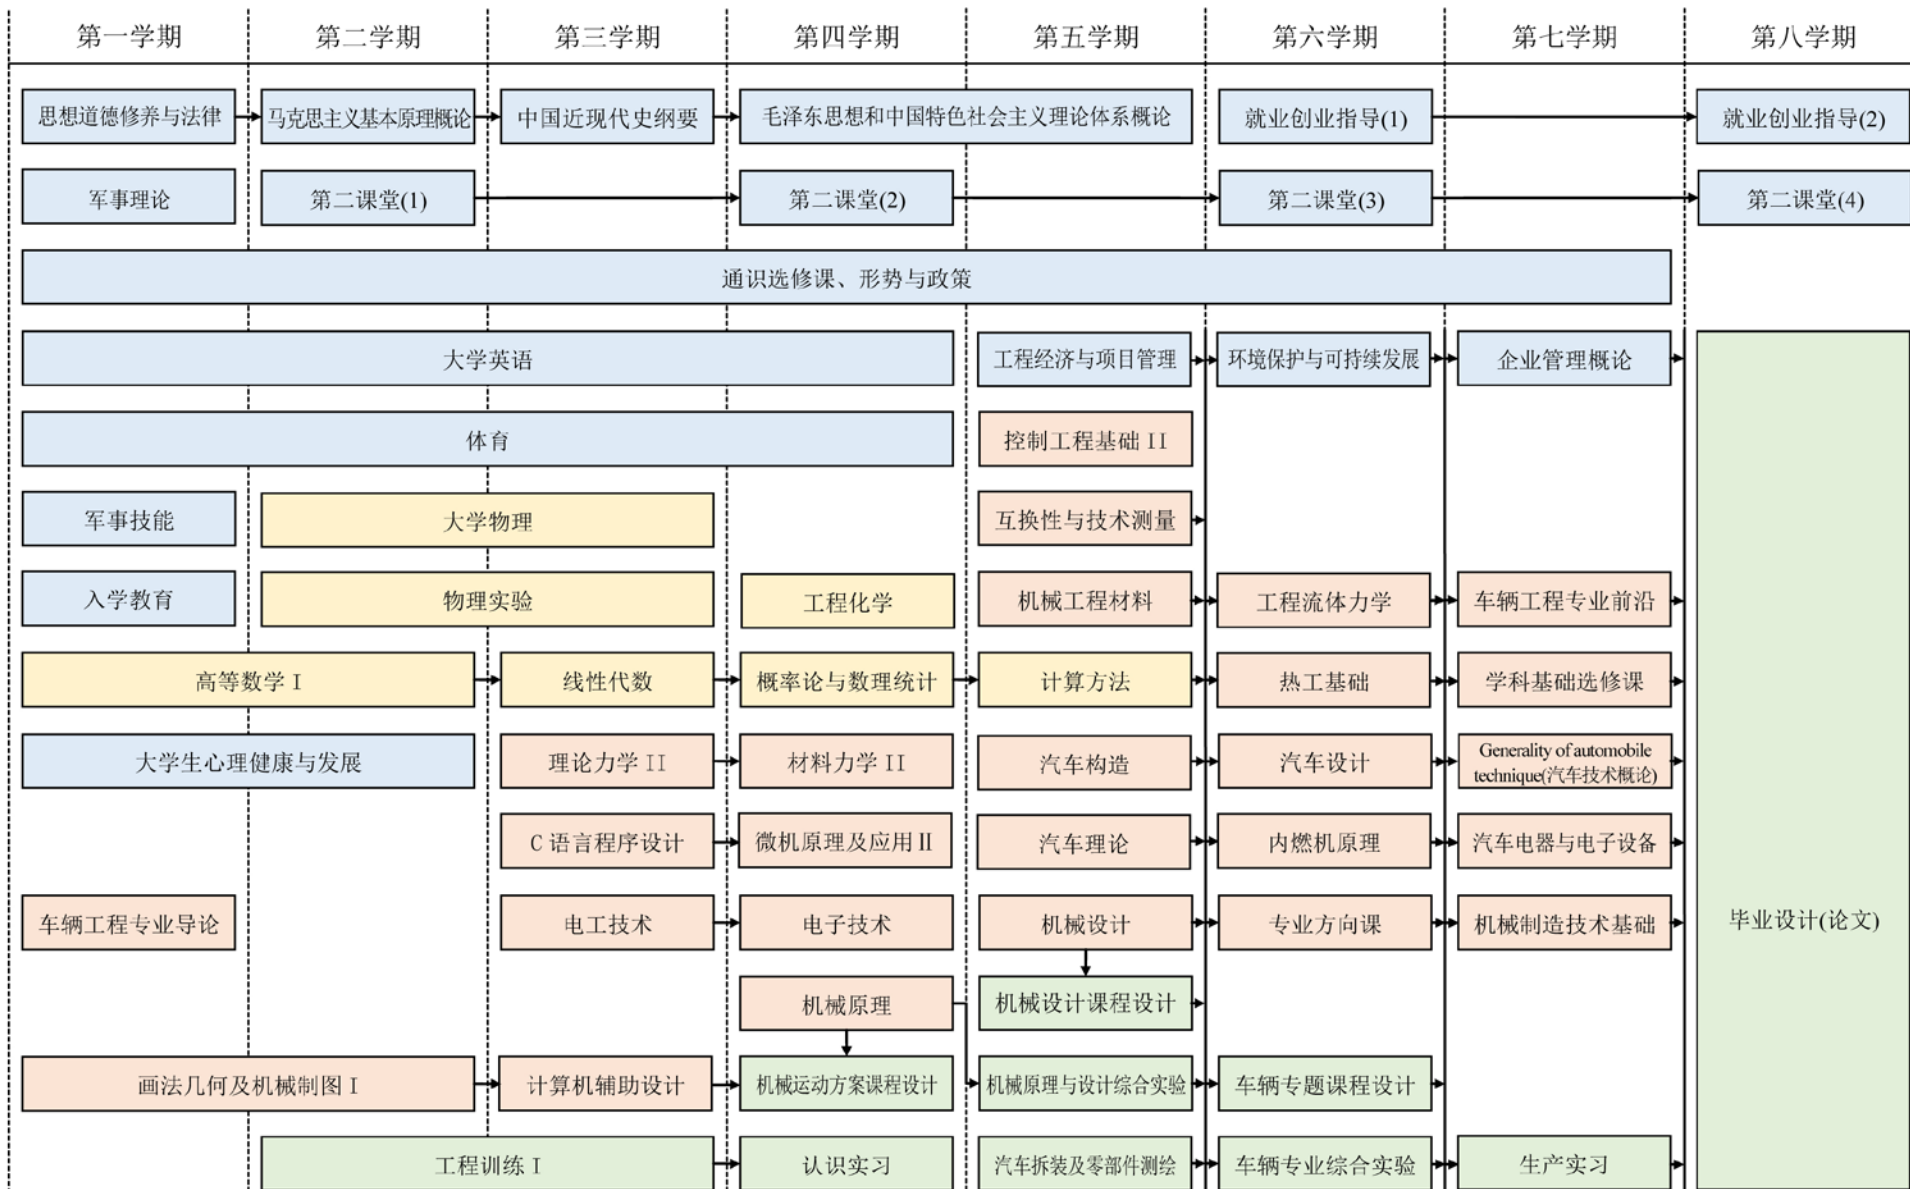 第一学期
第二学期
第三学期
第四学期
第五学期
第六学期
第七学期
第八学期
思想道德修养与法律
马克思主义基本原理概论
中国近现代史纲要
毛泽东思想和中国特色社会主义理论体系概论
就业创业指导(1)
就业创业指导(2)
军事理论
第二课堂(1)
第二课堂(2)
第二课堂(3)
第二课堂(4)
通识选修课、形势与政策
大学英语
工程经济与项目管理
环境保护与可持续发展
企业管理概论
体育
控制工程基础 II
军事技能
大学物理
互换性与技术测量
入学教育
物理实验
工程化学
机械工程材料
工程流体力学
车辆工程专业前沿
高等数学 I
线性代数
概率论与数理统计
计算方法
热工基础
学科基础选修课
大学生心理健康与发展
理论力学 II
材料力学 II
汽车构造
汽车设计
Generality of automobile
technique(汽车技术概论)
C 语言程序设计
微机原理及应用 II
汽车理论
内燃机原理
汽车电器与电子设备
车辆工程专业导论
电工技术
电子技术
机械设计
专业方向课
机械制造技术基础
毕业设计(论文)
机械原理
机械设计课程设计
画法几何及机械制图 I
计算机辅助设计
机械运动方案课程设计
机械原理与设计综合实验
车辆专题课程设计
工程训练 I
认识实习
汽车拆装及零部件测绘
车辆专业综合实验
生产实习